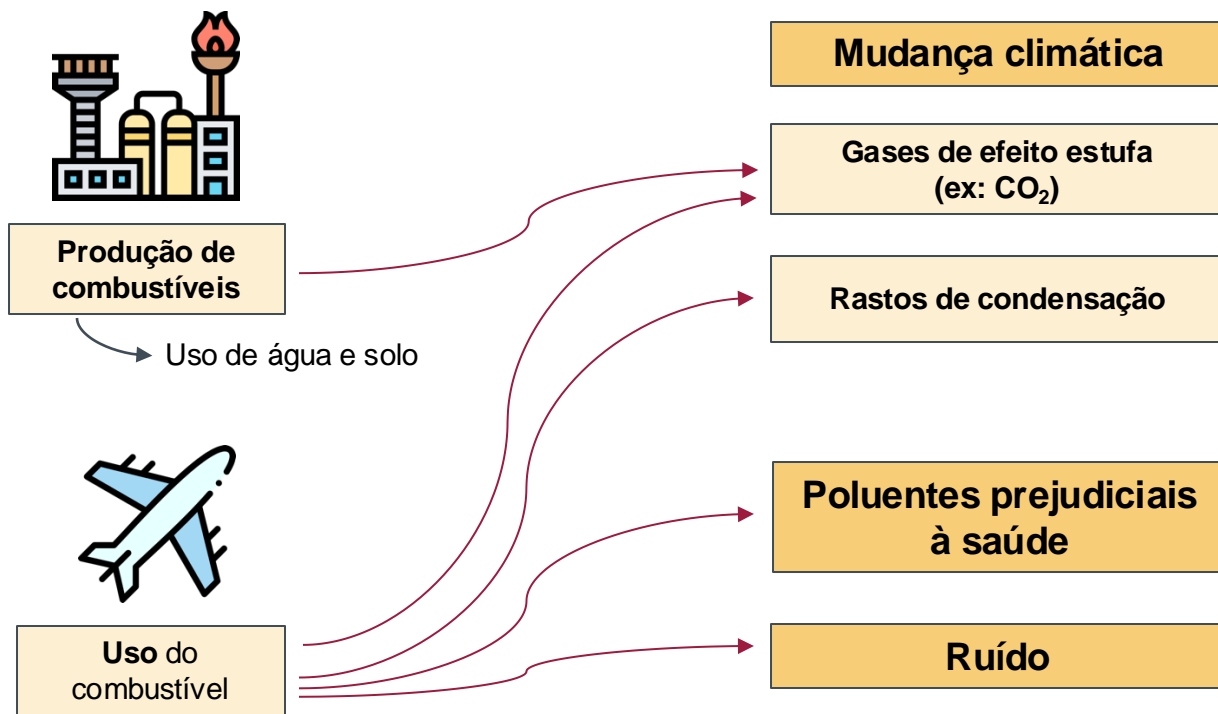 Mudança climática
Gases de efeito estufa
(ex: CO₂)
Produção de
combustíveis
Rastos de condensação
Uso de água e solo
Poluentes prejudiciais
à saúde
Uso do
combustível
Ruído